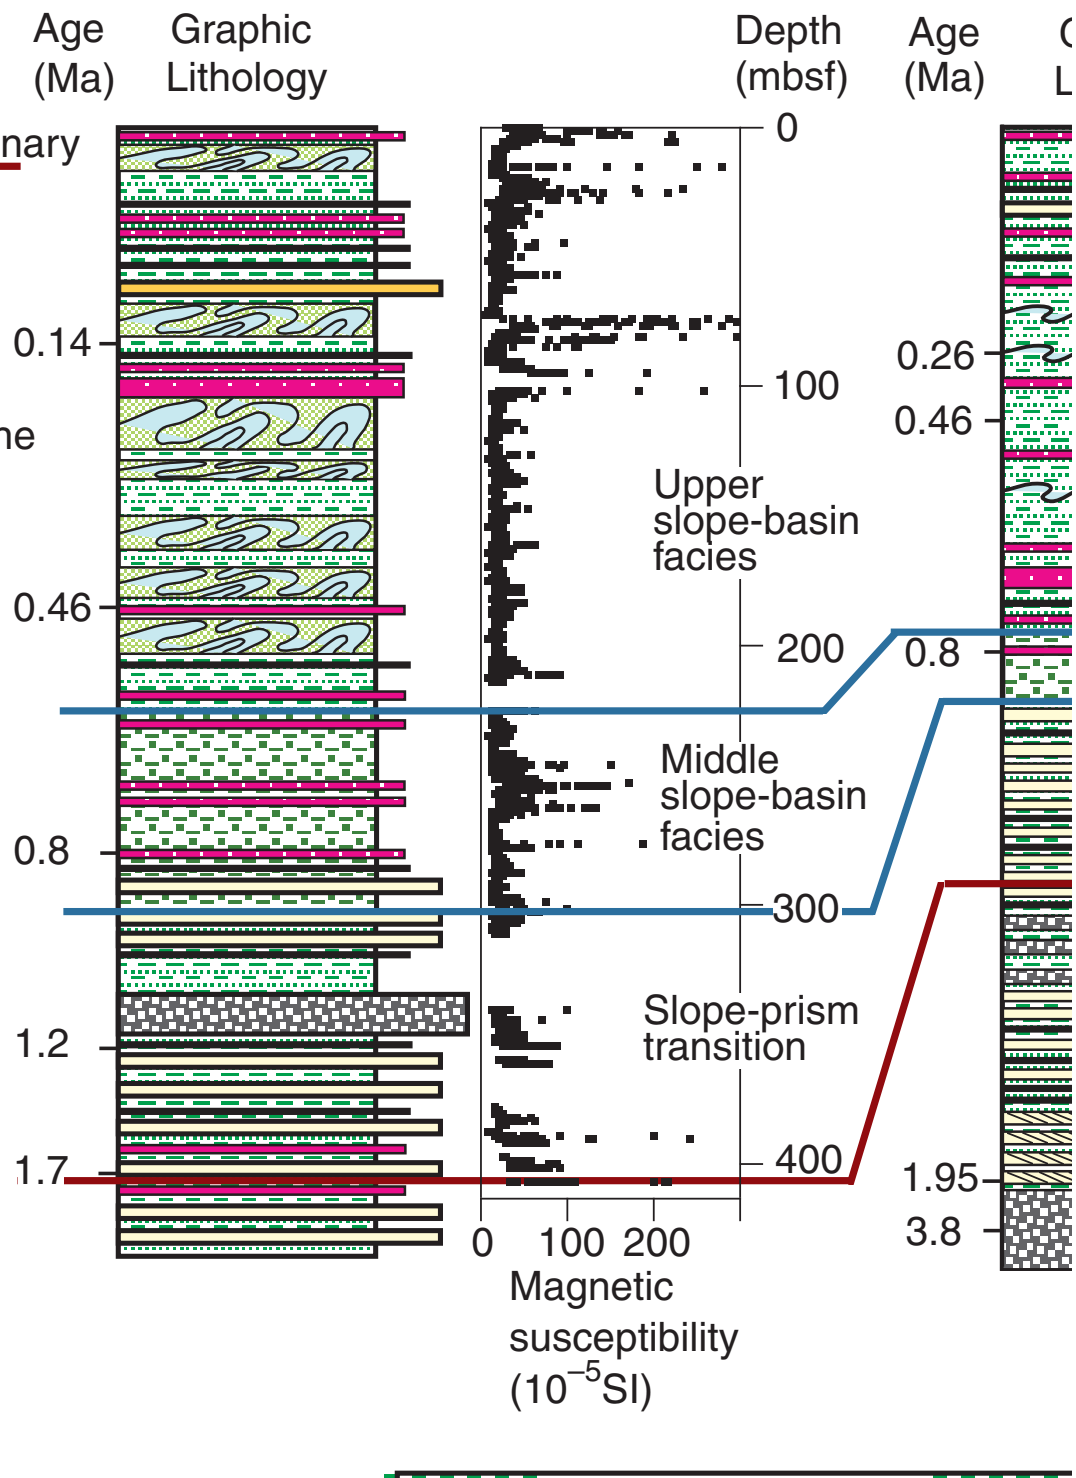 Age
(Ma)
Graphic
Lithology
Depth
(mbsf)
Age
(Ma)
nary
0
0.14
100
0.26
0.46
ne
Upper
slope-basin
facies
0.46
200
0.8
Middle
slope-basin
facies
0.8
300
Slope-prism
transition
1.2
400
1.7
1.95
3.8
0 100 200
Magnetic
susceptibility
(10⁻⁵SI)